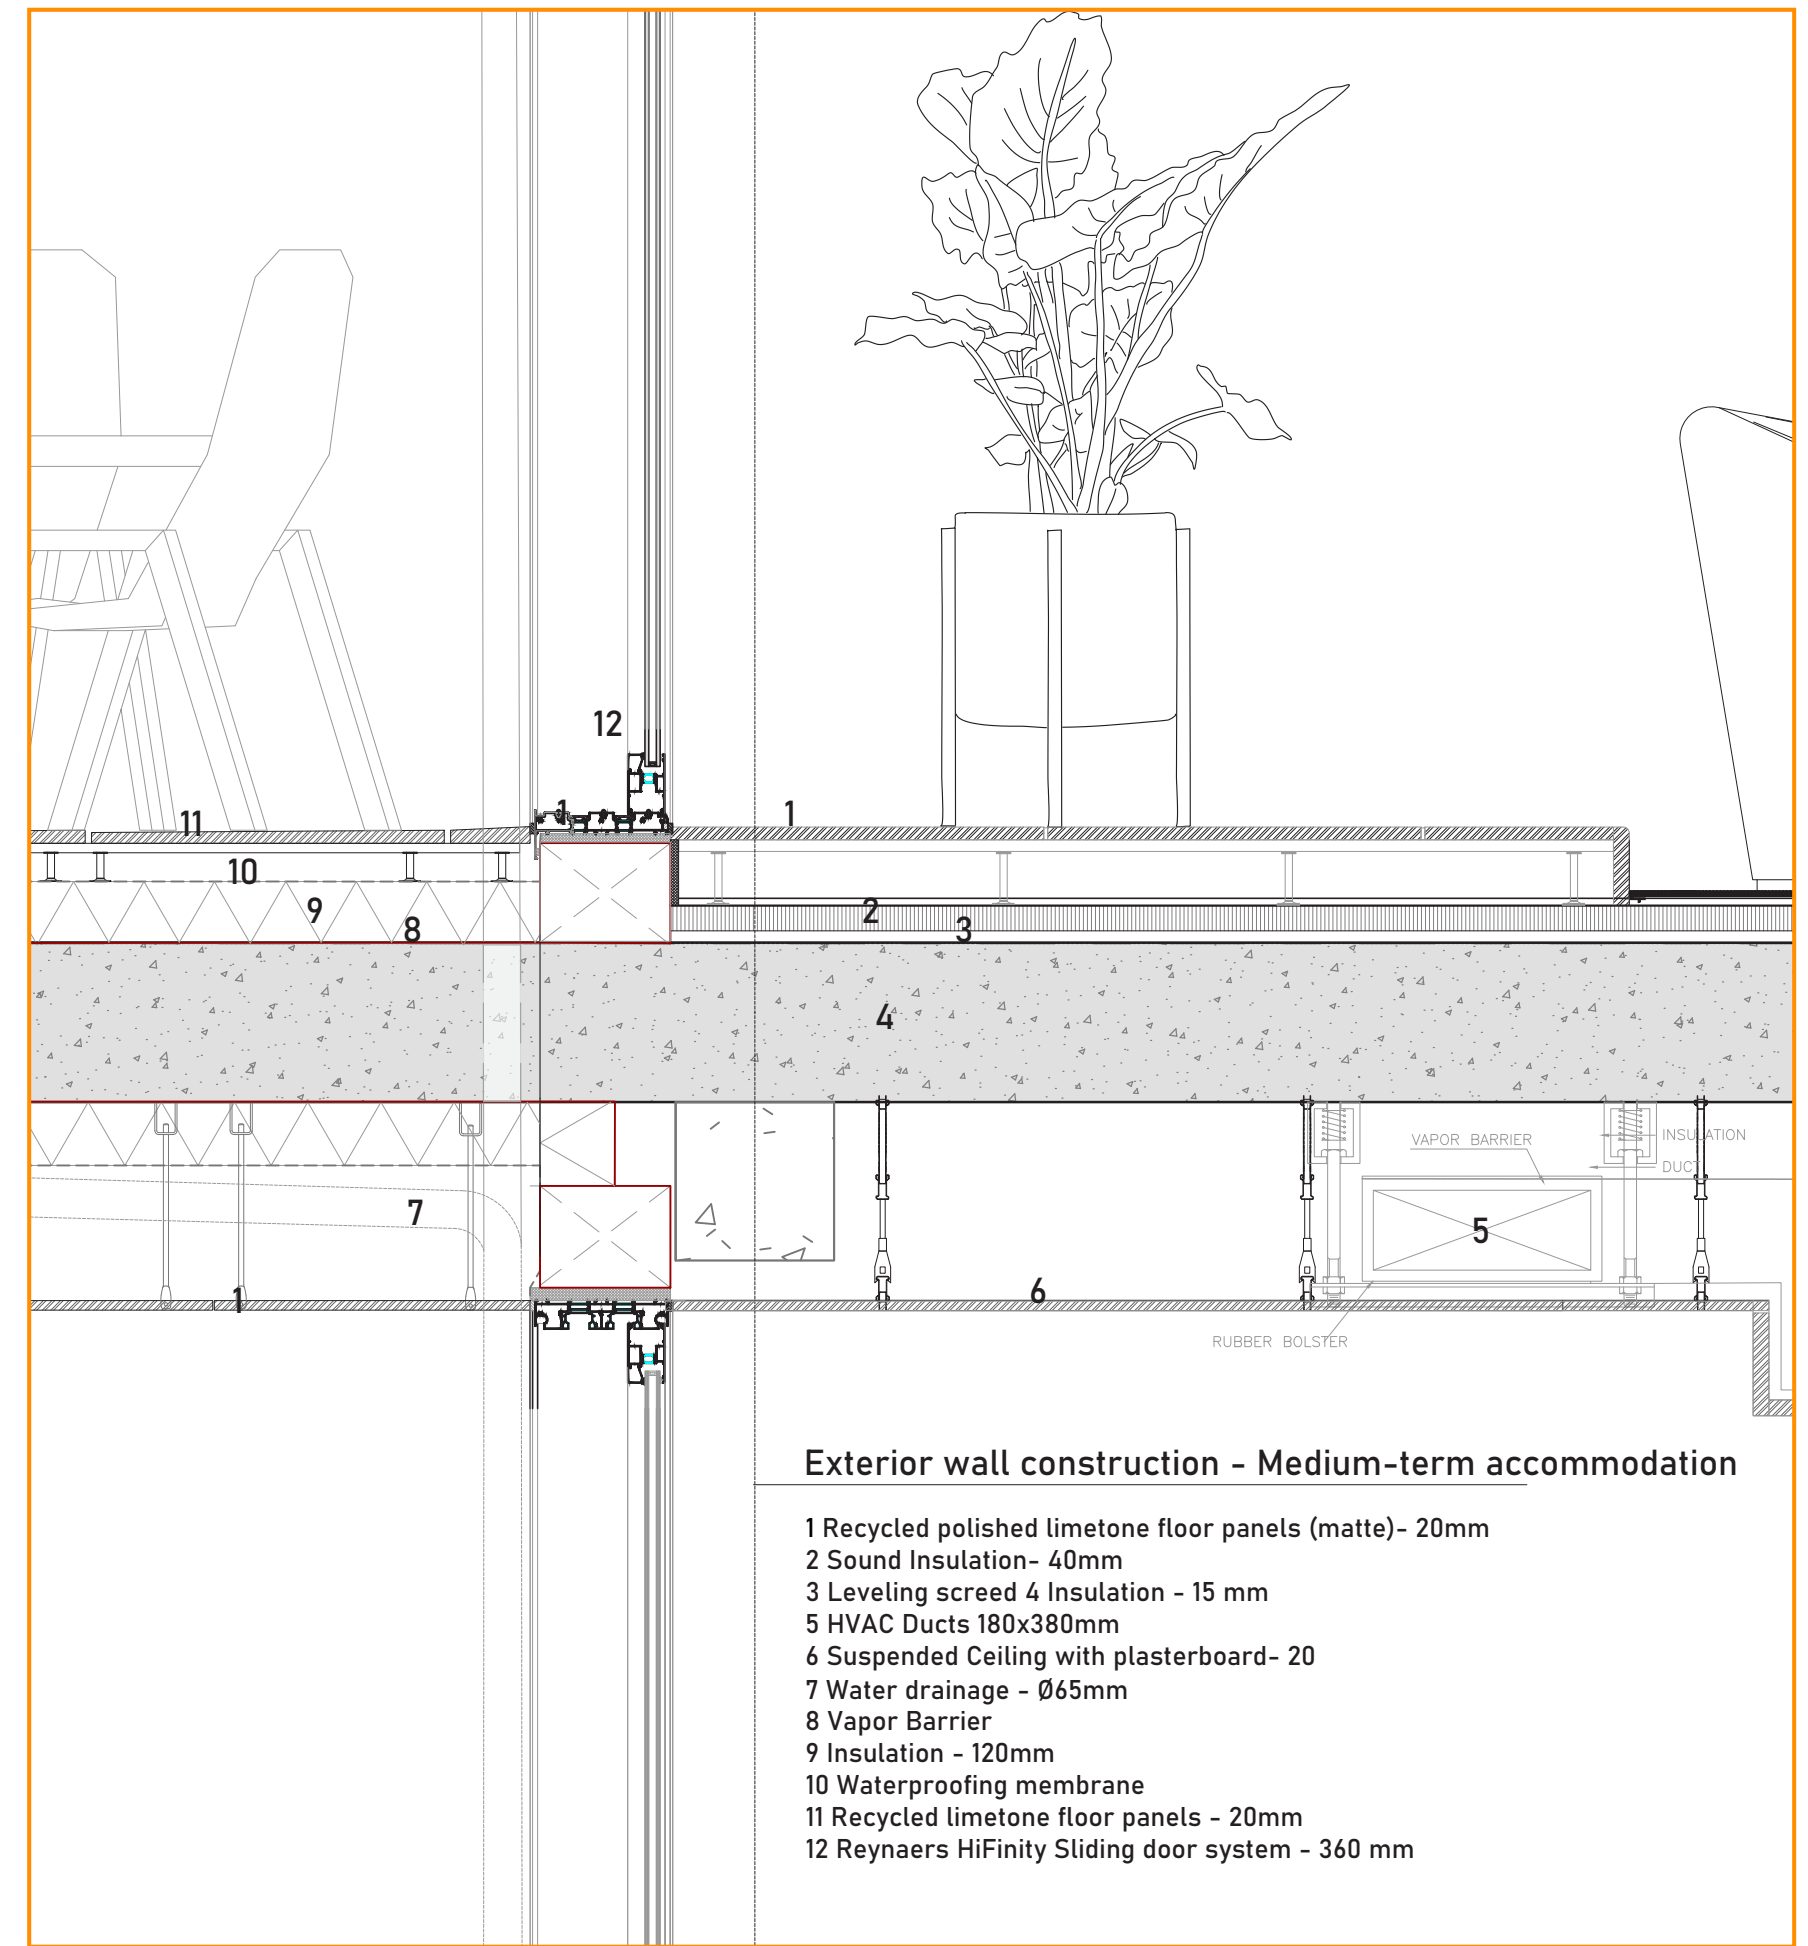 12
1
1
11
10
9
2
8
3
4
VAPOR BARRIER
INSULATION
DUCT
7
5
1
6
RUBBER BOLSTER
Exterior wall construction - Medium-term accommodation
1 Recycled polished limetone floor panels (matte)- 20mm
2 Sound Insulation- 40mm
3 Leveling screed 4 Insulation - 15 mm
5 HVAC Ducts 180x380mm
6 Suspended Ceiling with plasterboard- 20
7 Water drainage - Ø65mm
8 Vapor Barrier
9 Insulation - 120mm
10 Waterproofing membrane
11 Recycled limetone floor panels - 20mm
12 Reynaers HiFinity Sliding door system - 360 mm